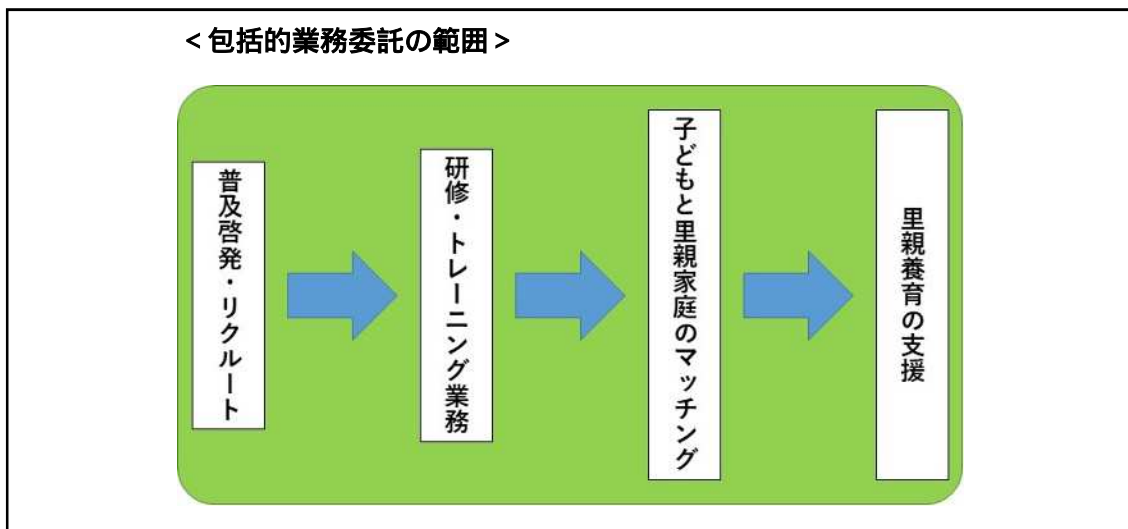 ＜包括的業務委託の範囲＞
普及啓発・リクルート
研修・トレーニング業務
子どもと里親家庭のマッチング
里親養育の支援